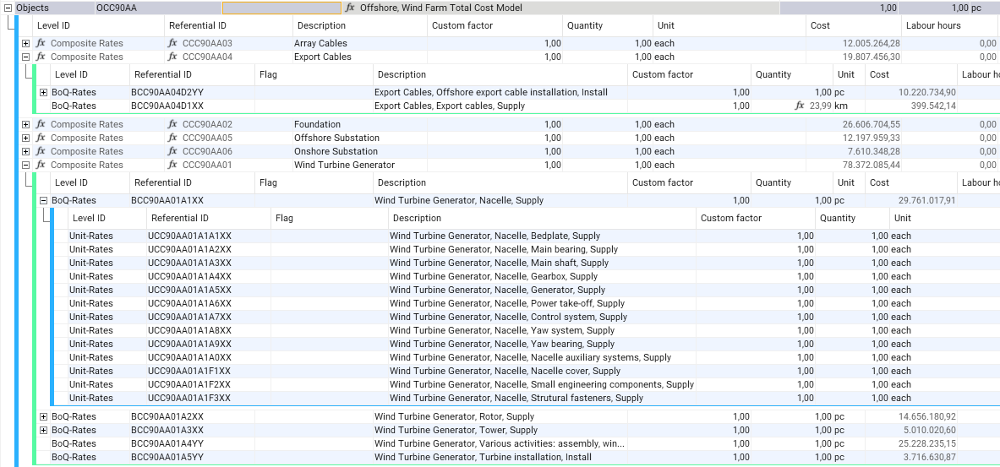 Objects OCC90AA fx Offshore, Wind Farm Total Cost Model 1,00 1,00 pc
Level ID Referential ID Description Custom factor Quantity Unit Cost Labour hours
fx Composite Rates fx CCC90AA03 Array Cables 1,00 1,00 each 12.005.264,28 0,00
fx Composite Rates fx CCC90AA04 Export Cables 1,00 1,00 each 19.807.456,30 0,00
Level ID Referential ID Flag Description Custom factor Quantity Unit Cost Labour ho
BoQ-Rates BCC90AA04D2YY Export Cables, Offshore export cable installation, Install 1,00 1,00 pc 10.220.734,90
BoQ-Rates BCC90AA04D1XX Export Cables, Export cables, Supply 1,00 fx 23,99 km 399.542,14
fx Composite Rates fx CCC90AA02 Foundation 1,00 1,00 each 26.606.704,55 0,00
fx Composite Rates fx CCC90AA05 Offshore Substation 1,00 1,00 each 12.197.959,33 0,00
fx Composite Rates fx CCC90AA06 Onshore Substation 1,00 1,00 each 7.610.348,28 0,00
fx Composite Rates fx CCC90AA01 Wind Turbine Generator 1,00 1,00 each 78.372.085,44 0,00
Level ID Referential ID Flag Description Custom factor Quantity Unit Cost Labour ho
BoQ-Rates BCC90AA01A1XX Wind Turbine Generator, Nacelle, Supply 1,00 1,00 pc 29.761.017,91
Level ID Referential ID Flag Description Custom factor Quantity Unit
Unit-Rates UCC90AA01A1A1XX Wind Turbine Generator, Nacelle, Bedplate, Supply 1,00 1,00 each
Unit-Rates UCC90AA01A1A2XX Wind Turbine Generator, Nacelle, Main bearing, Supply 1,00 1,00 each
Unit-Rates UCC90AA01A1A3XX Wind Turbine Generator, Nacelle, Main shaft, Supply 1,00 1,00 each
Unit-Rates UCC90AA01A1A4XX Wind Turbine Generator, Nacelle, Gearbox, Supply 1,00 1,00 each
Unit-Rates UCC90AA01A1A5XX Wind Turbine Generator, Nacelle, Generator, Supply 1,00 1,00 each
Unit-Rates UCC90AA01A1A6XX Wind Turbine Generator, Nacelle, Power take-off, Supply 1,00 1,00 each
Unit-Rates UCC90AA01A1A7XX Wind Turbine Generator, Nacelle, Control system, Supply 1,00 1,00 each
Unit-Rates UCC90AA01A1A8XX Wind Turbine Generator, Nacelle, Yaw system, Supply 1,00 1,00 each
Unit-Rates UCC90AA01A1A9XX Wind Turbine Generator, Nacelle, Yaw bearing, Supply 1,00 1,00 each
Unit-Rates UCC90AA01A1A0XX Wind Turbine Generator, Nacelle, Nacelle auxiliary systems, Supply 1,00 1,00 each
Unit-Rates UCC90AA01A1F1XX Wind Turbine Generator, Nacelle, Nacelle cover, Supply 1,00 1,00 each
Unit-Rates UCC90AA01A1F2XX Wind Turbine Generator, Nacelle, Small engineering components, Supply 1,00 1,00 each
Unit-Rates UCC90AA01A1F3XX Wind Turbine Generator, Nacelle, Strutural fasteners, Supply 1,00 1,00 each
BoQ-Rates BCC90AA01A2XX Wind Turbine Generator, Rotor, Supply 1,00 1,00 pc 14.656.180,92
BoQ-Rates BCC90AA01A3XX Wind Turbine Generator, Tower, Supply 1,00 1,00 pc 5.010.020,60
BoQ-Rates BCC90AA01A4YY Wind Turbine Generator, Various activities: assembly, win... 1,00 1,00 pc 25.228.235,15
BoQ-Rates BCC90AA01A5YY Wind Turbine Generator, Turbine installation, Install 1,00 1,00 pc 3.716.630,87